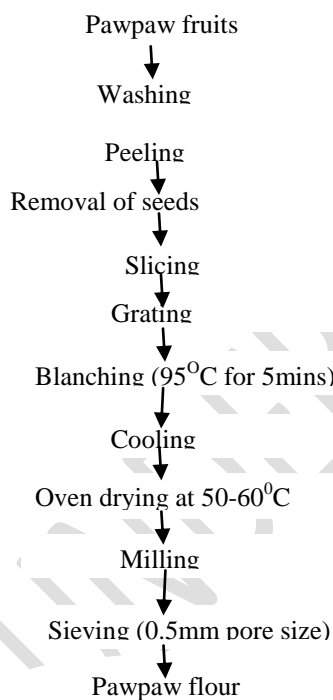 Pawpaw fruits
Washing
Peeling
Removal of seeds
Slicing
Grating
Blanching (95⁰C for 5mins)
Cooling
Oven drying at 50-60⁰C
Milling
Sieving (0.5mm pore size)
Pawpaw flour